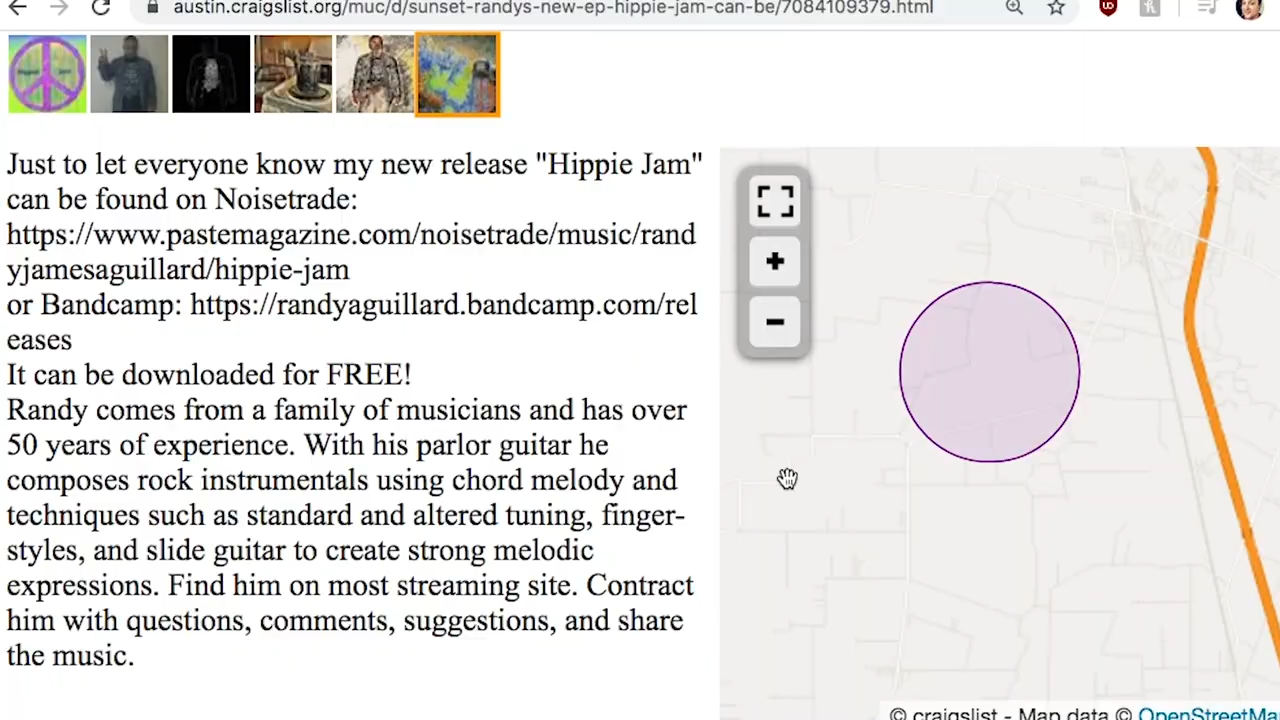 austin.craigslist.org/muc/d/sunset-randys-new-ep-hippie-jam-can-be/7084109379.html
Just to let everyone know my new release "Hippie Jam"
can be found on Noisetrade:
https://www.pastemagazine.com/noisetrade/music/rand
yjamesaguillard/hippie-jam
or Bandcamp: https://randyaguillard.bandcamp.com/rel
eases
It can be downloaded for FREE!
Randy comes from a family of musicians and has over
50 years of experience. With his parlor guitar he
composes rock instrumentals using chord melody and
techniques such as standard and altered tuning, finger-
styles, and slide guitar to create strong melodic
expressions. Find him on most streaming site. Contract
him with questions, comments, suggestions, and share
the music.
© craigslist - Map data © OpenStreetMa